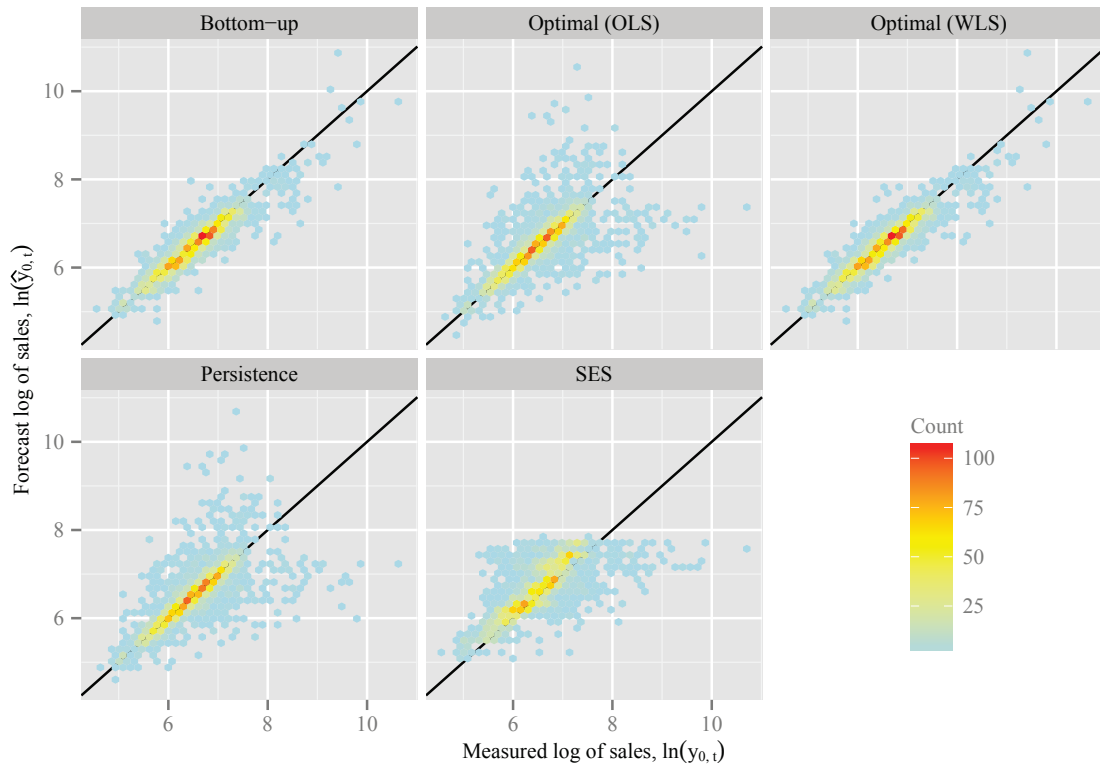 Bottom−up
Optimal (OLS)
Optimal (WLS)
10
8
6
Persistence
SES
10
8
6
6
8
10
6
8
10
Forecast log of sales, ln(ŷ0, t)
Measured log of sales, ln(y0, t)
Count
100
75
50
25